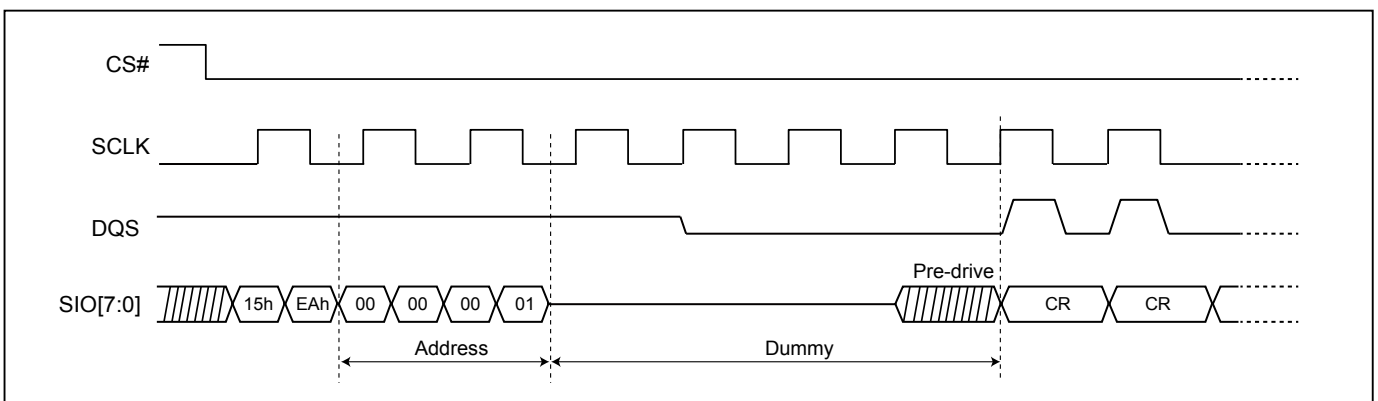 CS#
SCLK
DQS
Pre-drive
SIO[7:0] 15h EAh 00 00 00 01 CR CR
Address Dummy